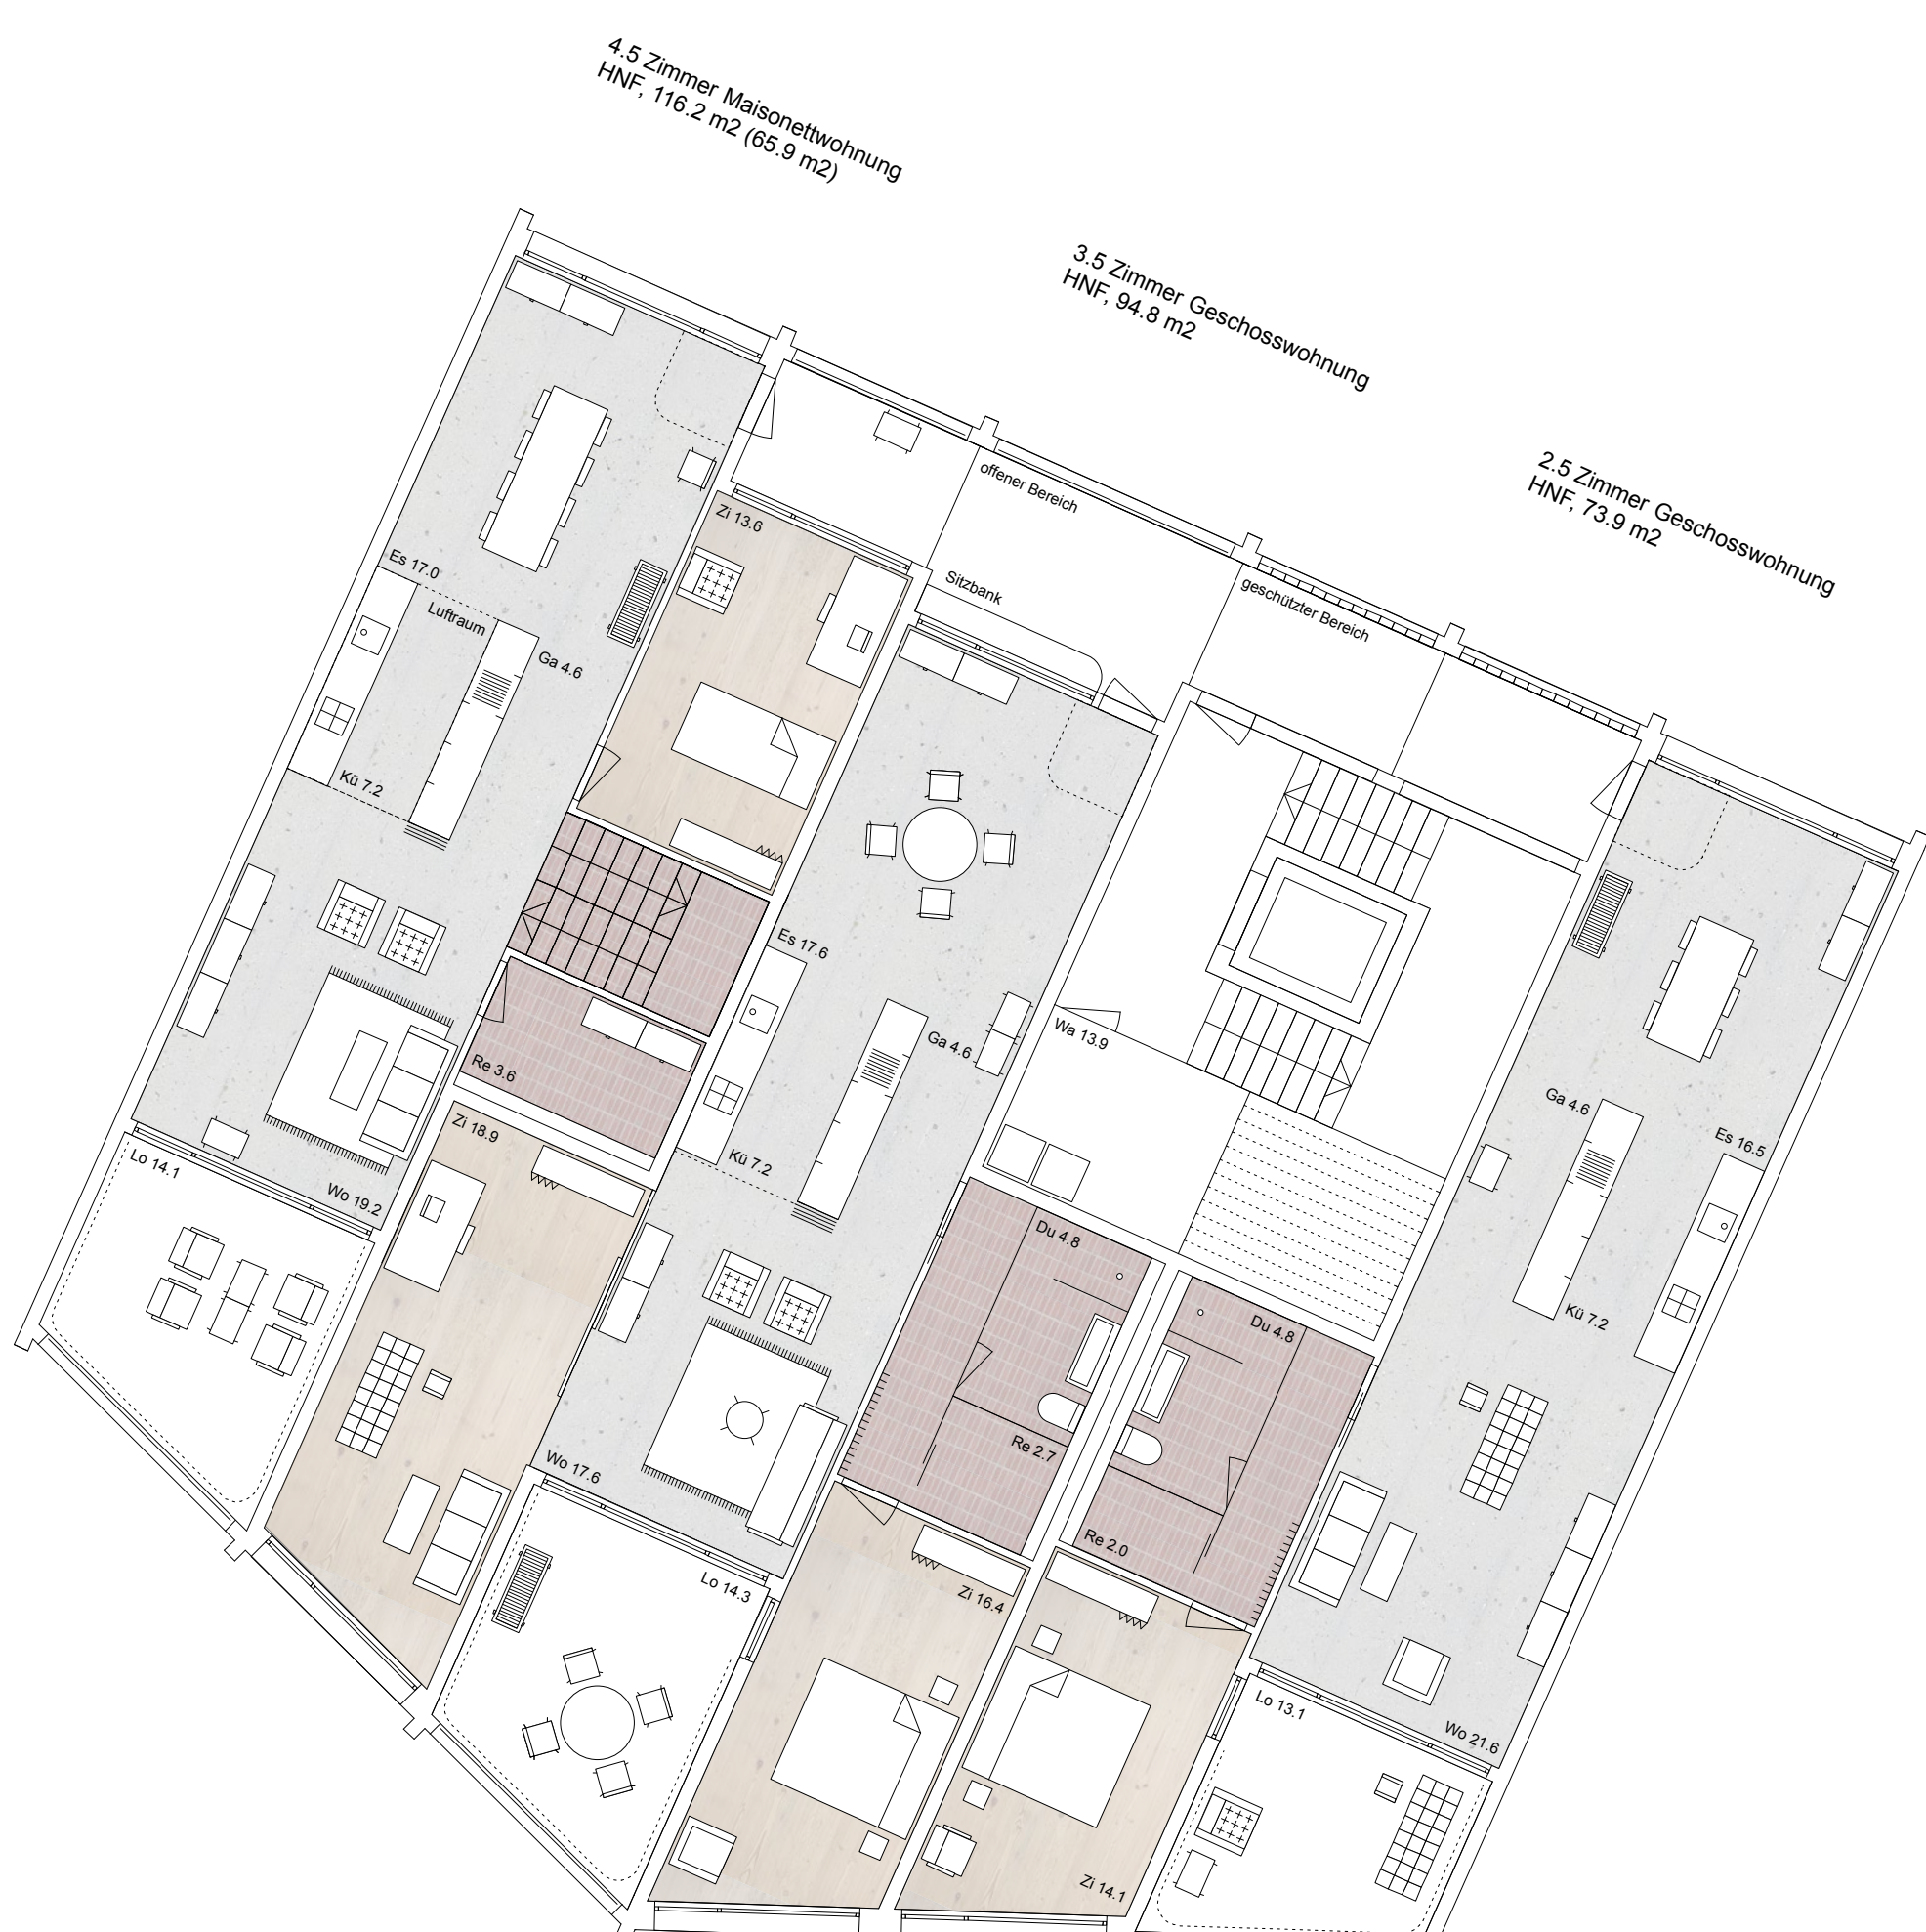 4.5 Zimmer Maisonettwohnung
HNF, 116.2 m2 (65.9 m2)
3.5 Zimmer Geschosswohnung
HNF, 94.8 m2
2.5 Zimmer Geschosswohnung
HNF, 73.9 m2
offener Bereich
Zi 13.6
Es 17.0
Sitzbank
geschützter Bereich
Luftraum
Ga 4.6
Kü 7.2
Es 17.6
Ga 4.6
Wa 13.9
Re 3.6
Zi 18.9
Ga 4.6
Es 16.5
Lo 14.1
Kü 7.2
Wo 19.2
Du 4.8
Du 4.8
Kü 7.2
Wo 17.6
Re 2.7
Re 2.0
Lo 14.3
Zi 16.4
Lo 13.1
Wo 21.6
Zi 14.1